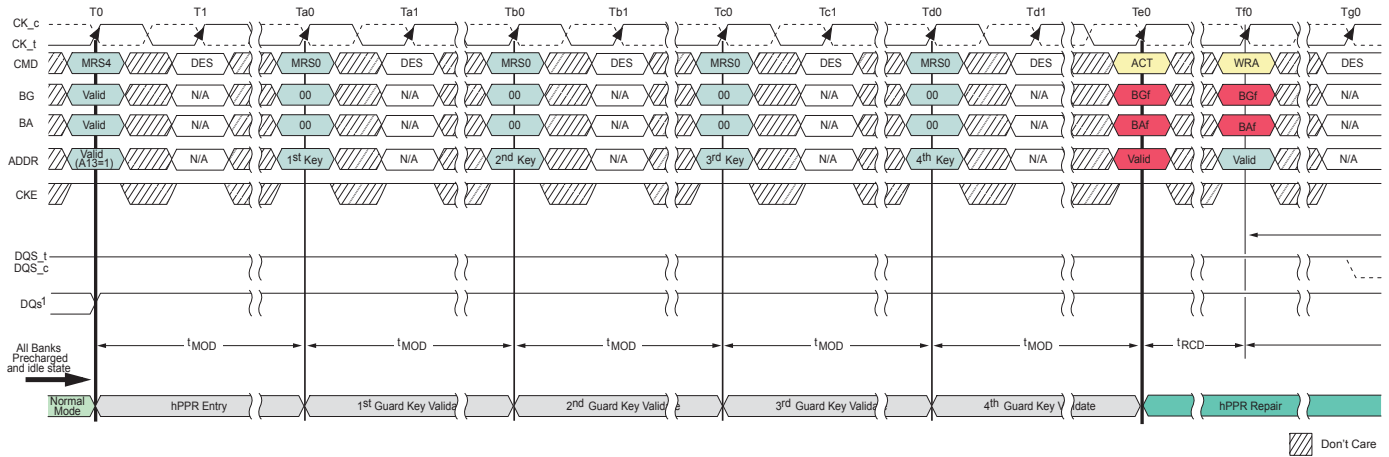 T0 T1 Ta0 Ta1 Tb0 Tb1 Tc0 Tc1 Td0 Td1 Te0 Tf0 Tg0
CK_c
CK_t
CMD MRS4 DES MRS0 DES MRS0 DES MRS0 DES MRS0 DES ACT WRA DES
BG Valid N/A 00 N/A 00 N/A 00 N/A 00 N/A BGf BGf N/A
BA Valid N/A 00 N/A 00 N/A 00 N/A 00 N/A BAf BAf N/A
ADDR Valid (A13=1) N/A 1st Key N/A 2nd Key N/A 3rd Key N/A 4th Key N/A Valid Valid N/A
CKE
DQS_t
DQS_c
DQs1
tMOD tMOD tMOD tMOD tMOD tRCD
All Banks
Precharged
and idle state
Normal Mode hPPR Entry 1st Guard Key Valida 2nd Guard Key Valid e 3rd Guard Key Valida 4th Guard Key V idate hPPR Repair
Don't Care